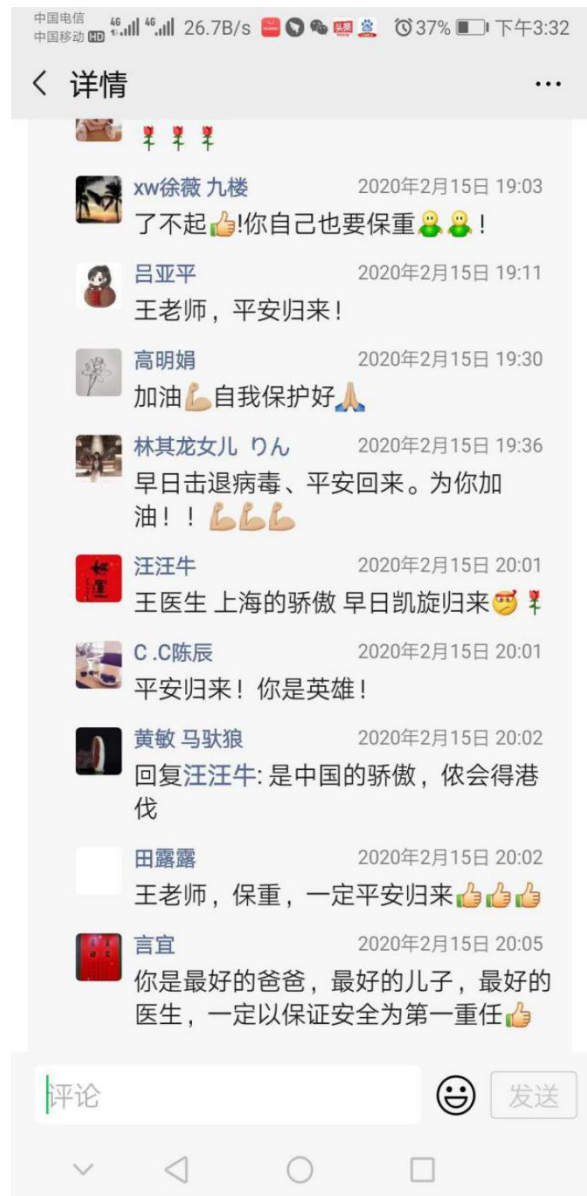 中国电信
中国移动 HD 4G 4G 26.7B/s 37% 下午3:32
详情
xw徐薇 九楼 2020年2月15日 19:03
了不起👍!你自己也要保重！
吕亚平 2020年2月15日 19:11
王老师，平安归来！
高明娟 2020年2月15日 19:30
加油💪自我保护好🙏
林其龙女儿 りん 2020年2月15日 19:36
早日击退病毒、平安回来。为你加
油！！💪💪💪
汪汪牛 2020年2月15日 20:01
王医生 上海的骄傲 早日凯旋归来🌹
C .C陈辰 2020年2月15日 20:01
平安归来！你是英雄！
黄敏 马驮狼 2020年2月15日 20:02
回复汪汪牛: 是中国的骄傲，侬会得港
伐
田露露 2020年2月15日 20:02
王老师，保重，一定平安归来👍👍👍
言宜 2020年2月15日 20:05
你是最好的爸爸，最好的儿子，最好的
医生，一定以保证安全为第一重任👍
评论 发送